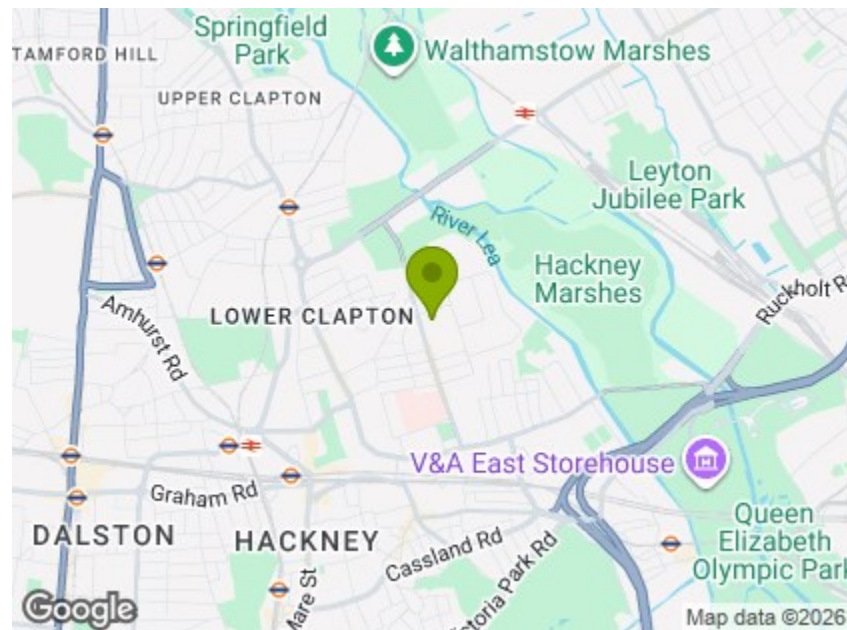 Springfield
Park
Walthamstow Marshes
TAMFORD HILL
UPPER CLAPTON
Leyton
Jubilee Park
River Lea
Hackney
Marshes
Ruckholt R
LOWER CLAPTON
Amhurst Rd
V&A East Storehouse
Graham Rd
DALSTON
HACKNEY
Cassland Rd
Queen
Elizabeth
Olympic Park
Mare St
ictoria Park Rd
Google
Map data ©2026